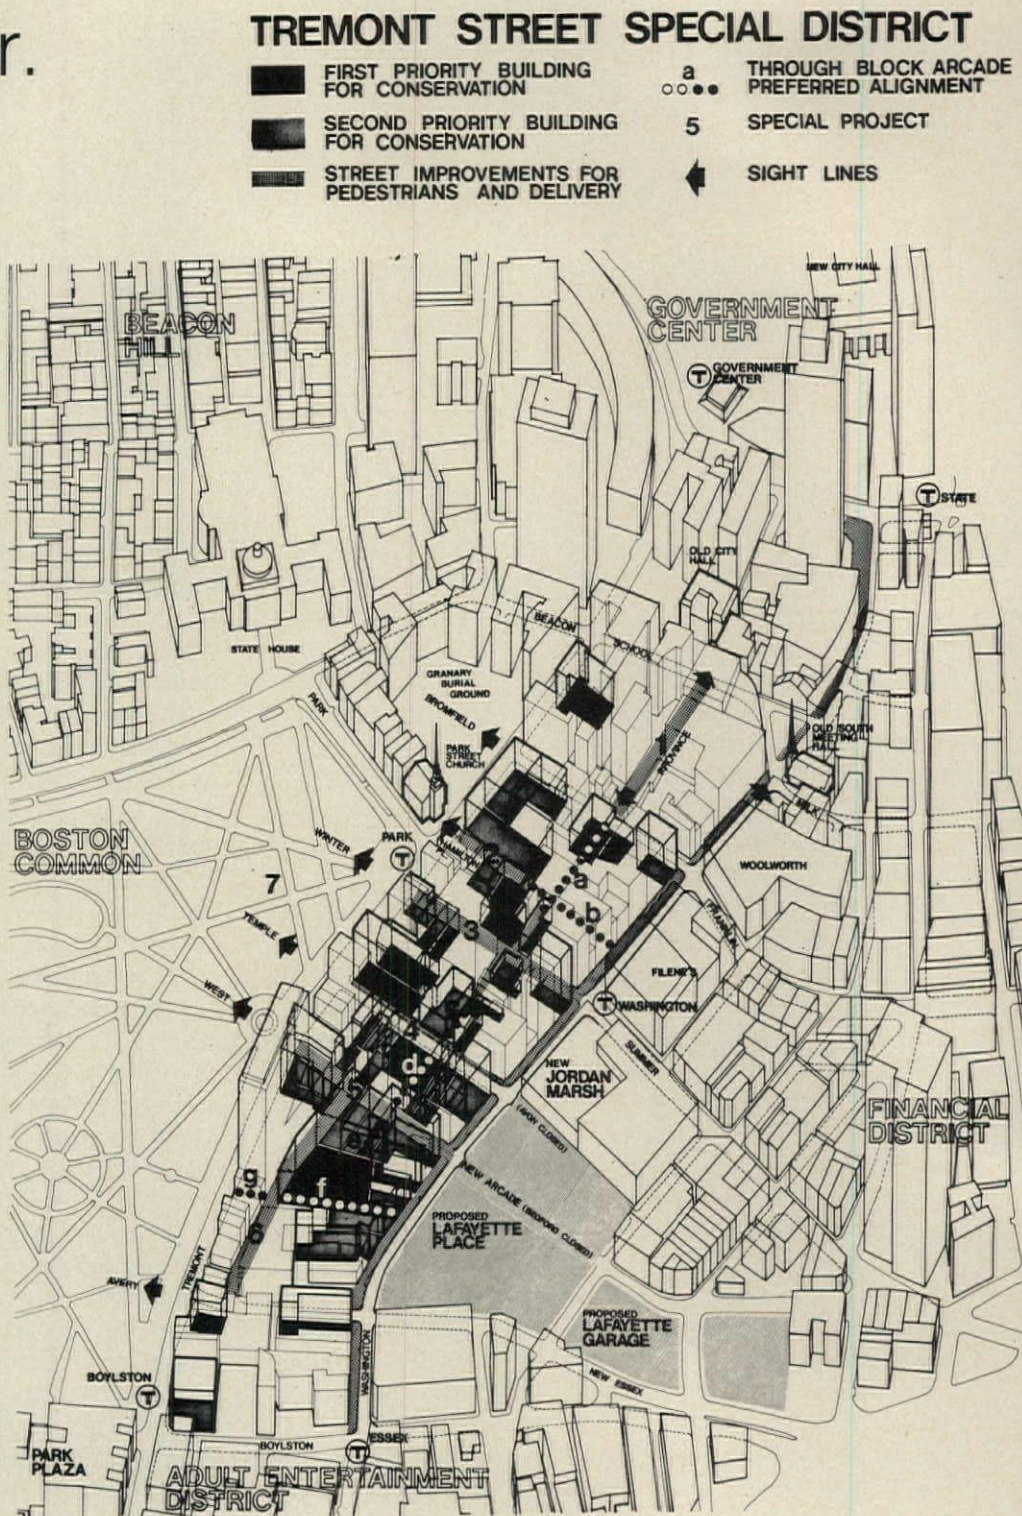 r.
TREMONT STREET SPECIAL DISTRICT
FIRST PRIORITY BUILDING
FOR CONSERVATION
SECOND PRIORITY BUILDING
FOR CONSERVATION
STREET IMPROVEMENTS FOR
PEDESTRIANS AND DELIVERY
a
THROUGH BLOCK ARCADE
PREFERRED ALIGNMENT
5
SPECIAL PROJECT
SIGHT LINES
NEW CITY HALL
BEACON
HILL
GOVERNMENT
CENTER
T GOVERNMENT
CENTER
T STATE
OLD CITY
HALL
BEACON
SCHOOL
STATE HOUSE
GRANARY
BURIAL
GROUND
PARK
BROMFIELD
PARK
STREET
CHURCH
PROVINCE
OLD SOUTH
MEETING
HALL
MILK
BOSTON
COMMON
WINTER
PARK
T
HAMILTON
PL
WOOLWORTH
7
a
b
FRANKLIN
TEMPLE
3
FILENE'S
WEST
T WASHINGTON
4
SUMMER
5
d
NEW
JORDAN
MARSH
(AVON CLOSED)
FINANCIAL
DISTRICT
e
NEW ARCADE (BEDFORD CLOSED)
g
f
PROPOSED
LAFAYETTE
PLACE
6
TREMONT
AVERY
PROPOSED
LAFAYETTE
GARAGE
WASHINGTON
NEW ESSEX
BOYLSTON
T
T ESSEX
BOYLSTON
PARK
PLAZA
ADULT ENTERTAINMENT
DISTRICT